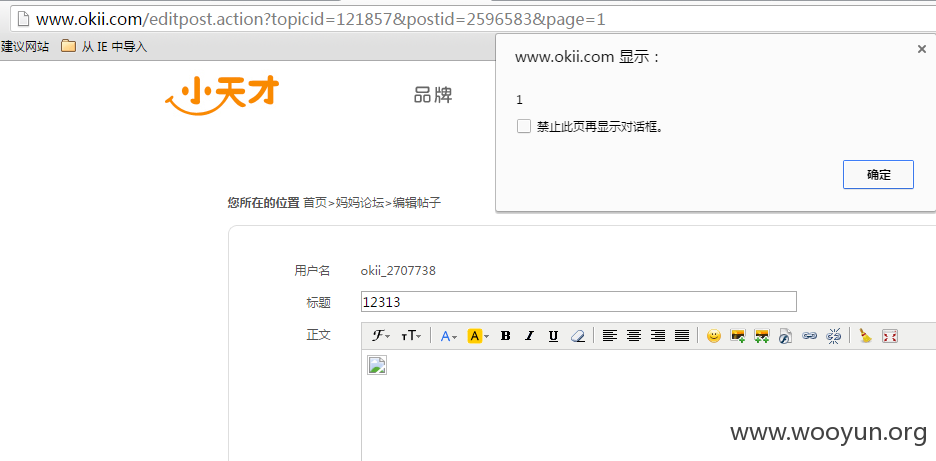 www.okii.com/editpost.action?topicid=121857&postid=2596583&page=1
建议网站 从 IE 中导入
www.okii.com 显示：
1
禁止此页再显示对话框。
确定
小天才
品牌
您所在的位置 首页>妈妈论坛>编辑帖子
用户名 okii_2707738
标题 12313
正文
www.wooyun.org